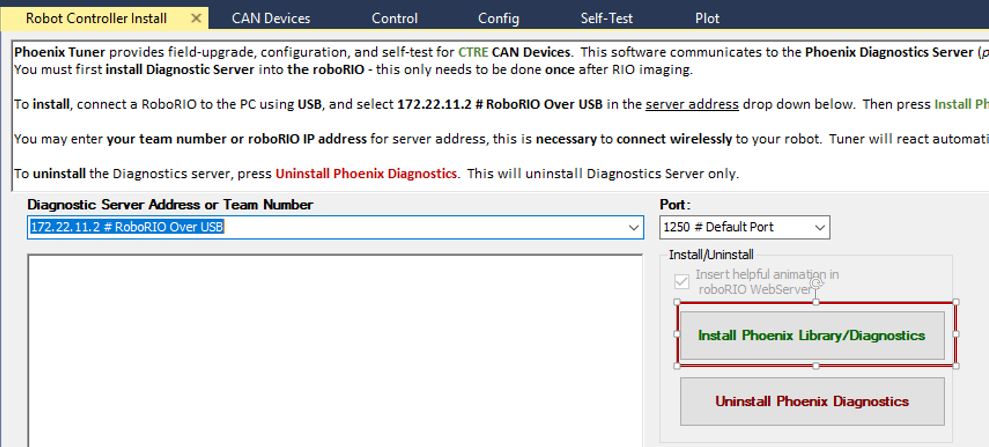 Robot Controller Install
CAN Devices
Control
Config
Self-Test
Plot
Phoenix Tuner provides field-upgrade, configuration, and self-test for CTRE CAN Devices.  This software communicates to the Phoenix Diagnostics Server (
You must first install Diagnostic Server into the roboRIO - this only needs to be done once after RIO imaging.
To install, connect a RoboRIO to the PC using USB, and select 172.22.11.2 # RoboRIO Over USB in the server address drop down below.  Then press Install
You may enter your team number or roboRIO IP address for server address, this is necessary to connect wirelessly to your robot.  Tuner will react
To uninstall the Diagnostics server, press Uninstall Phoenix Diagnostics.  This will uninstall Diagnostic Server only.
Diagnostic Server Address or Team Number
Port:
172.22.11.2 # RoboRIO Over USB
1250 # Default Port
Install/Uninstall
Insert helpful animation in
roboRIO WebServer
Install Phoenix Library/Diagnostics
Uninstall Phoenix Diagnostics